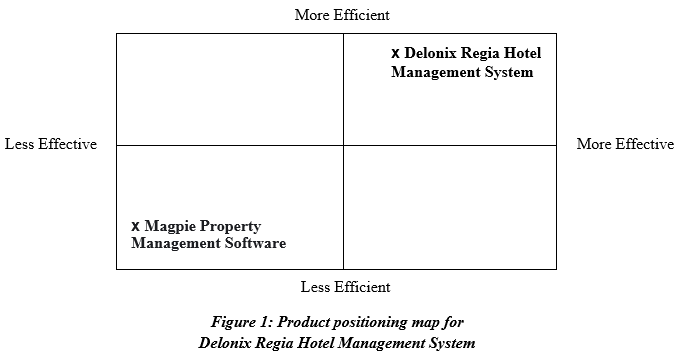 More Efficient
x Delonix Regia Hotel
Management System
Less Effective
More Effective
x Magpie Property
Management Software
Less Efficient
Figure 1: Product positioning map for
Delonix Regia Hotel Management System